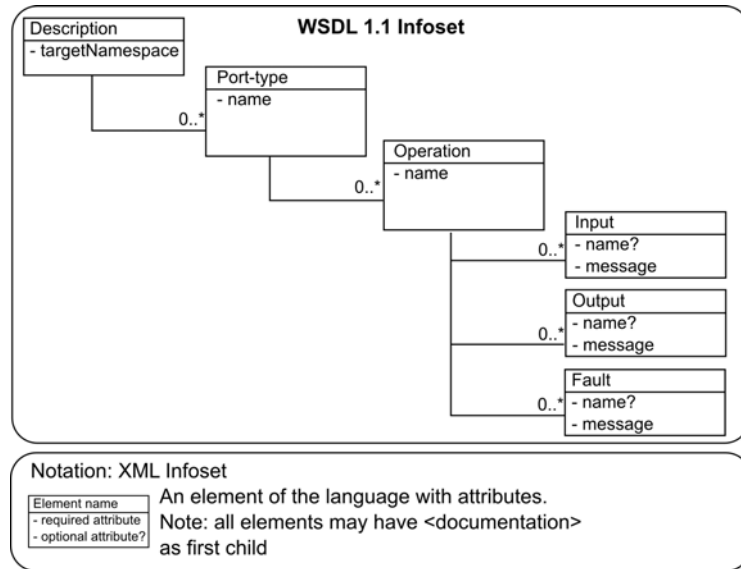 WSDL 1.1 Infoset
Description
- targetNamespace
0..*
Port-type
- name
0..*
Operation
- name
0..*
Input
- name?
- message
0..*
Output
- name?
- message
0..*
Fault
- name?
- message
Notation: XML Infoset
Element name
- required attribute
- optional attribute?
An element of the language with attributes.
Note: all elements may have <documentation>
as first child